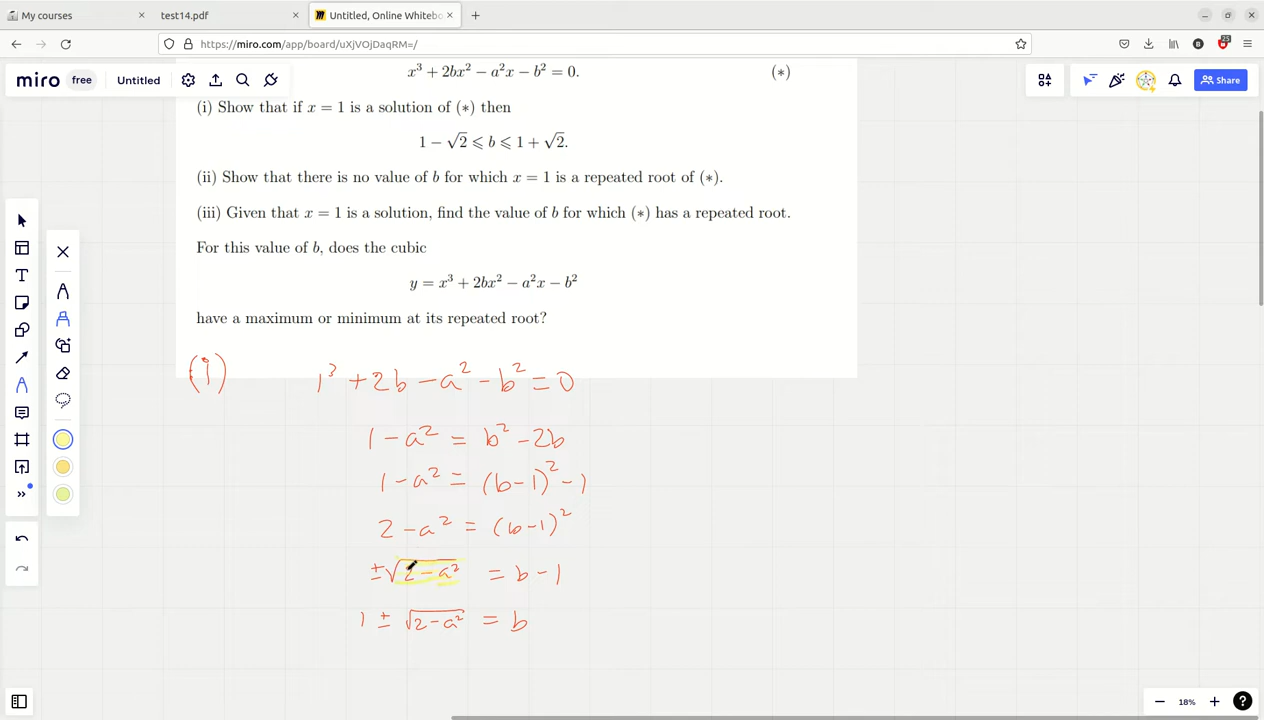 My courses
test14.pdf
Untitled, Online Whitebo
https://miro.com/app/board/uXjVOjDaqRM=/
25
miro
free
Untitled
Share
x³ + 2bx² − a²x − b² = 0. (∗)
(i) Show that if x = 1 is a solution of (∗) then
1 − √2 ⩽ b ⩽ 1 + √2.
(ii) Show that there is no value of b for which x = 1 is a repeated root of (∗).
(iii) Given that x = 1 is a solution, find the value of b for which (∗) has a repeated root.
For this value of b, does the cubic
y = x³ + 2bx² − a²x − b²
have a maximum or minimum at its repeated root?
(i) 1³ + 2b − a² − b² = 0
1 − a² = b² − 2b
1 − a² = (b−1)² − 1
2 − a² = (b−1)²
±√(2−a²) = b − 1
1 ± √(2−a²) = b
18%